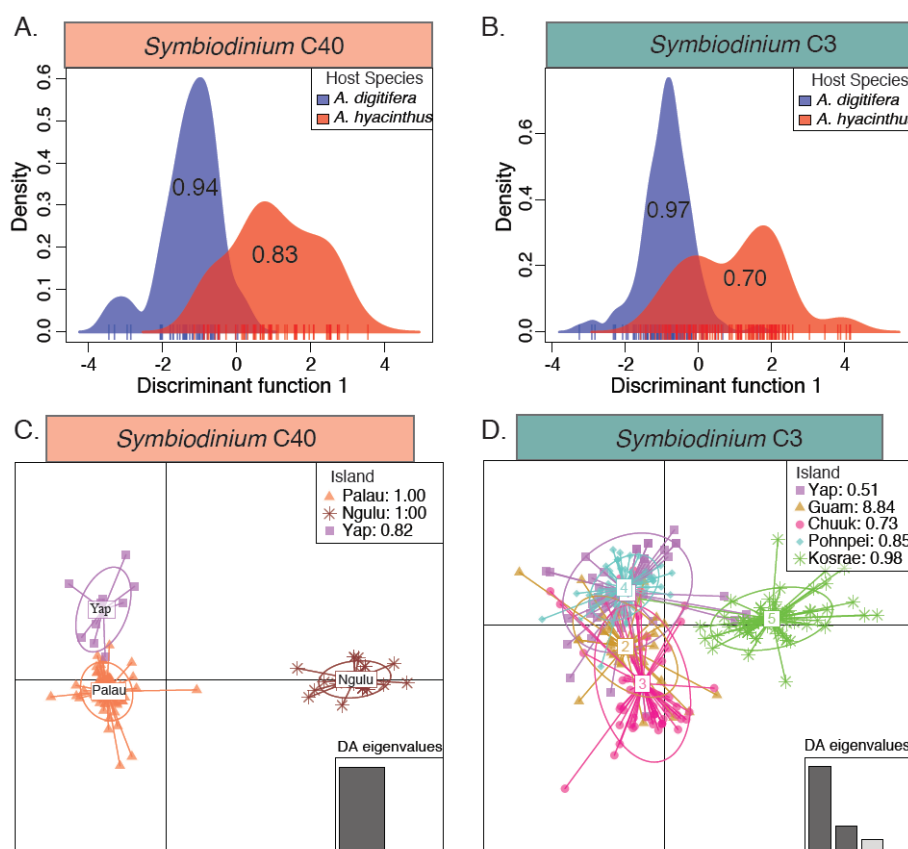 A.
Symbiodinium C40
Host Species
A. digitifera
A. hyacinthus
0.94
0.83
Density
0.0 0.1 0.2 0.3 0.4 0.5 0.6
-4 -2 0 2 4
Discriminant function 1
B.
Symbiodinium C3
Host Species
A. digitifera
A. hyacinthus
0.97
0.70
Density
0.0 0.2 0.4 0.6
-4 -2 0 2 4
Discriminant function 1
C.
Symbiodinium C40
Island
Palau: 1.00
Ngulu: 1:00
Yap: 0.82
Yap
Palau
Ngulu
DA eigenvalues
D.
Symbiodinium C3
Island
Yap: 0.51
Guam: 8.84
Chuuk: 0.73
Pohnpei: 0.85
Kosrae: 0.98
4
5
2
3
DA eigenvalues